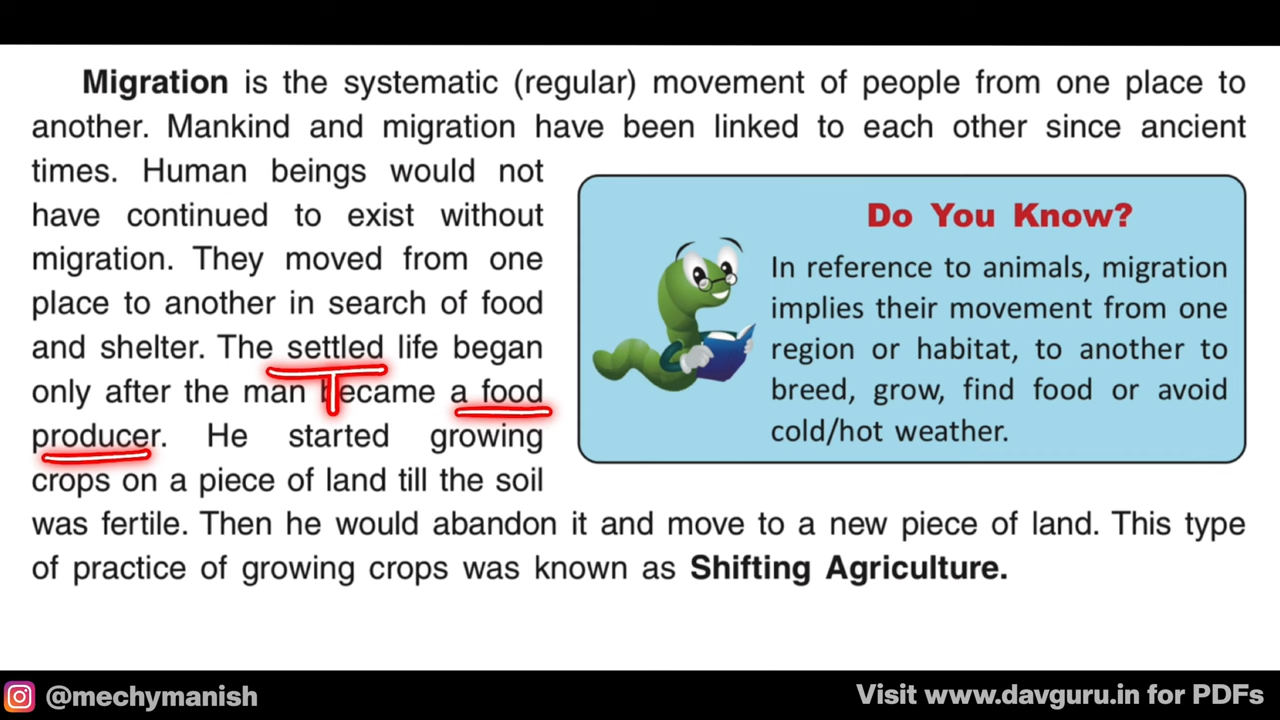 Migration is the systematic (regular) movement of people from one place to
another. Mankind and migration have been linked to each other since ancient
times. Human beings would not
have continued to exist without
migration. They moved from one
place to another in search of food
and shelter. The settled life began
only after the man became a food
producer. He started growing
crops on a piece of land till the soil
was fertile. Then he would abandon it and move to a new piece of land. This type
of practice of growing crops was known as Shifting Agriculture.
Do You Know?
In reference to animals, migration
implies their movement from one
region or habitat, to another to
breed, grow, find food or avoid
cold/hot weather.
@mechymanish
Visit www.davguru.in for PDFs